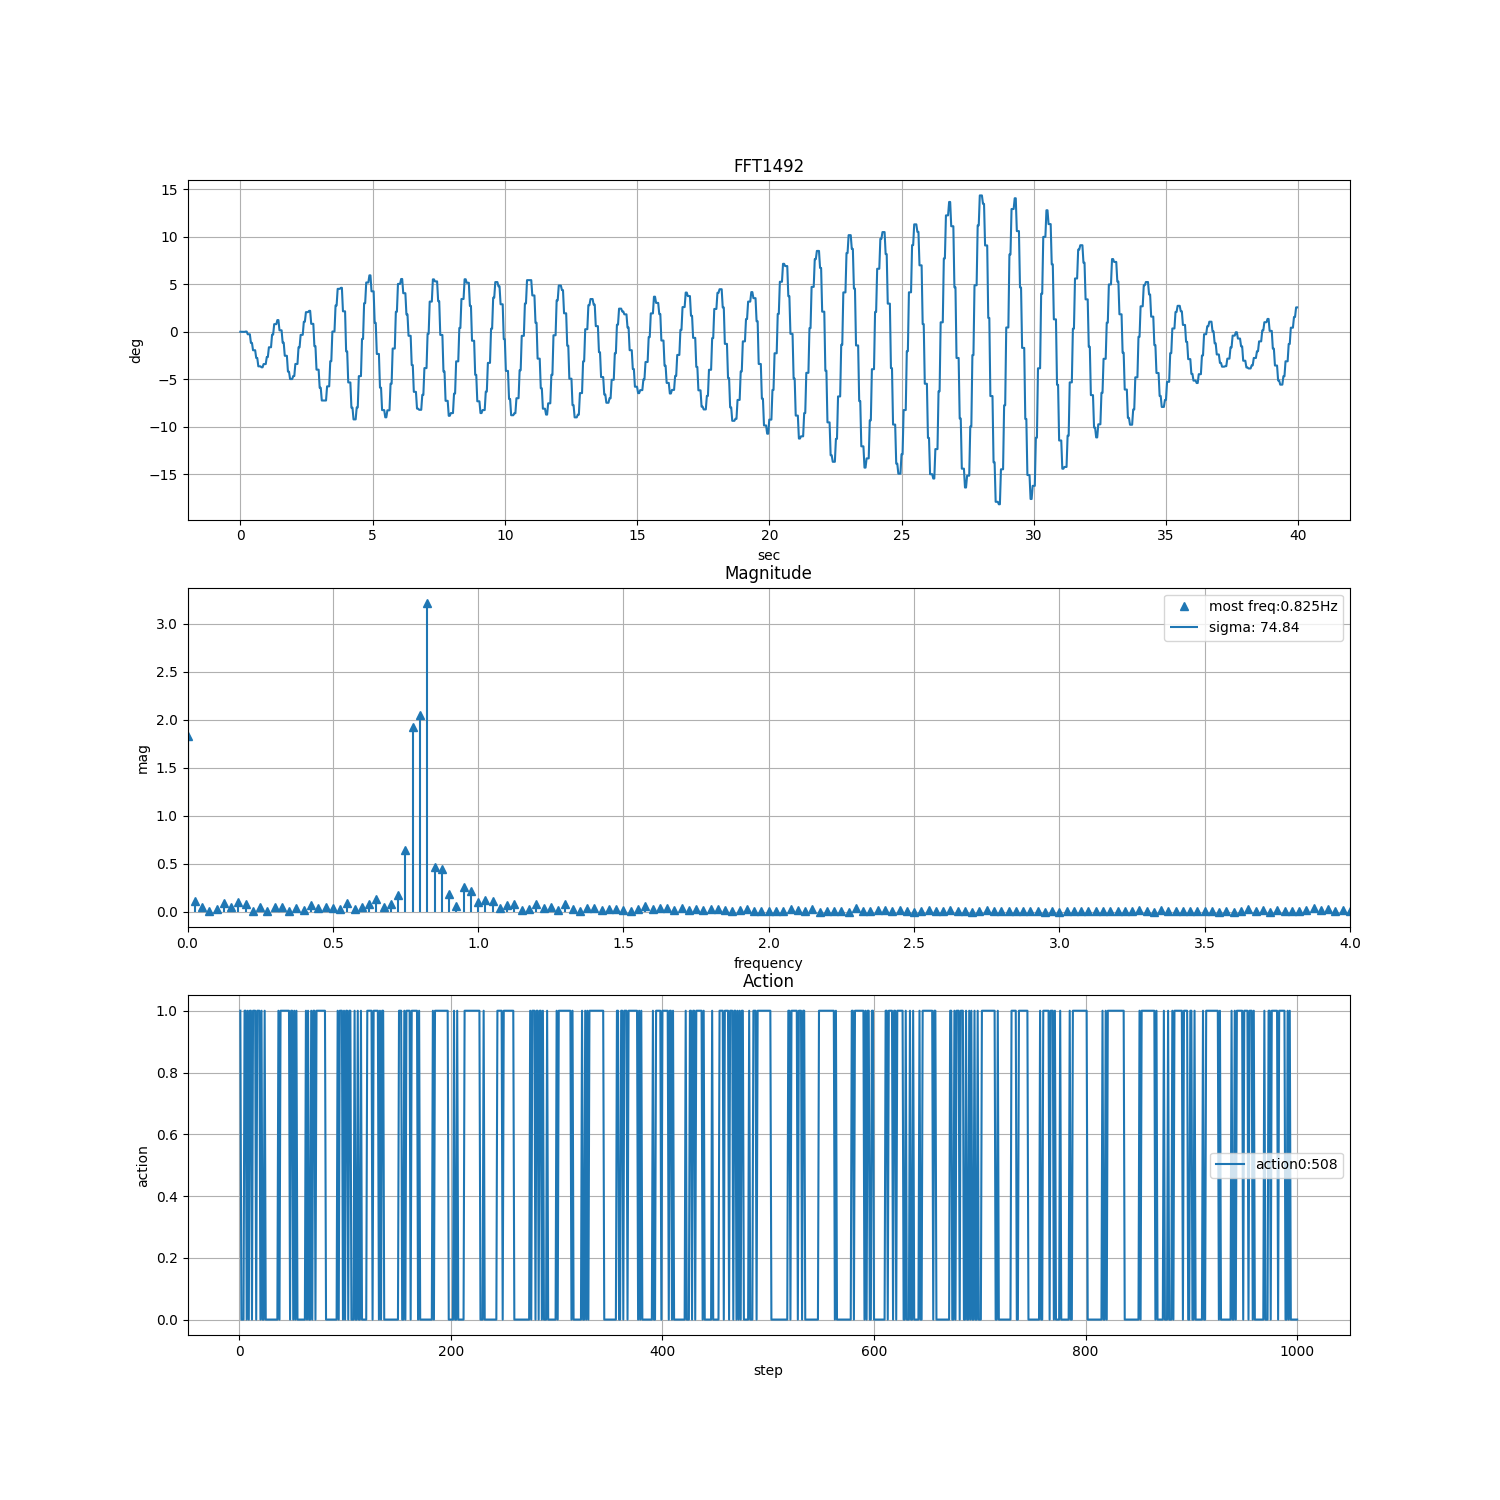 FFT1492
15
10
5
0
−5
−10
−15
deg
0 5 10 15 20 25 30 35 40
sec
Magnitude
most freq:0.825Hz
sigma: 74.84
3.0
2.5
2.0
1.5
1.0
0.5
0.0
mag
0.0 0.5 1.0 1.5 2.0 2.5 3.0 3.5 4.0
frequency
Action
1.0
0.8
0.6
0.4
0.2
0.0
action
action0:508
0 200 400 600 800 1000
step